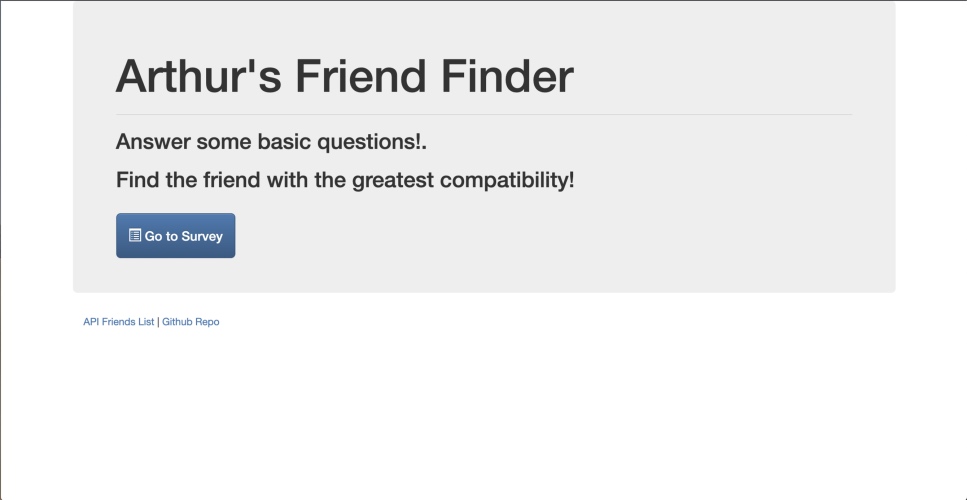 Arthur's Friend Finder
Answer some basic questions!.
Find the friend with the greatest compatibility!
Go to Survey
API Friends List | Github Repo